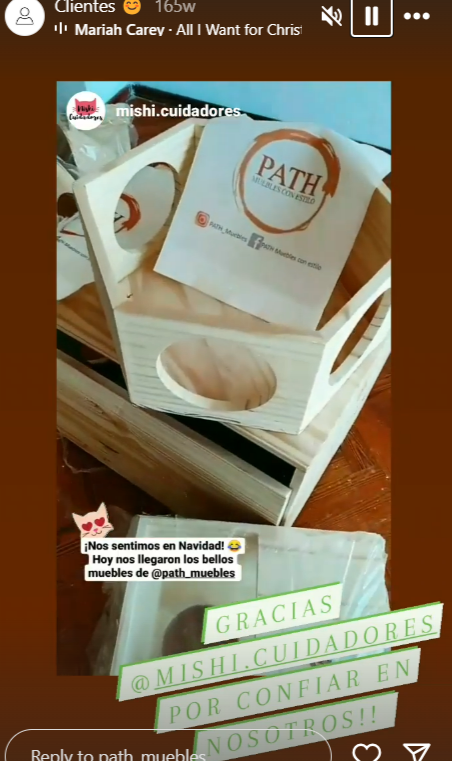 Clientes 😊 165w
Mariah Carey · All I Want for Christ
Mishi
Cuidadores
mishi.cuidadores
PATH
MUEBLES CON ESTILO
PATH_Muebles
PATH Muebles con estilo
¡Nos sentimos en Navidad! 😂
Hoy nos llegaron los bellos
muebles de @path_muebles
GRACIAS
@MISHI.CUIDADORES
POR CONFIAR EN
NOSOTROS!!
Reply to path_muebles